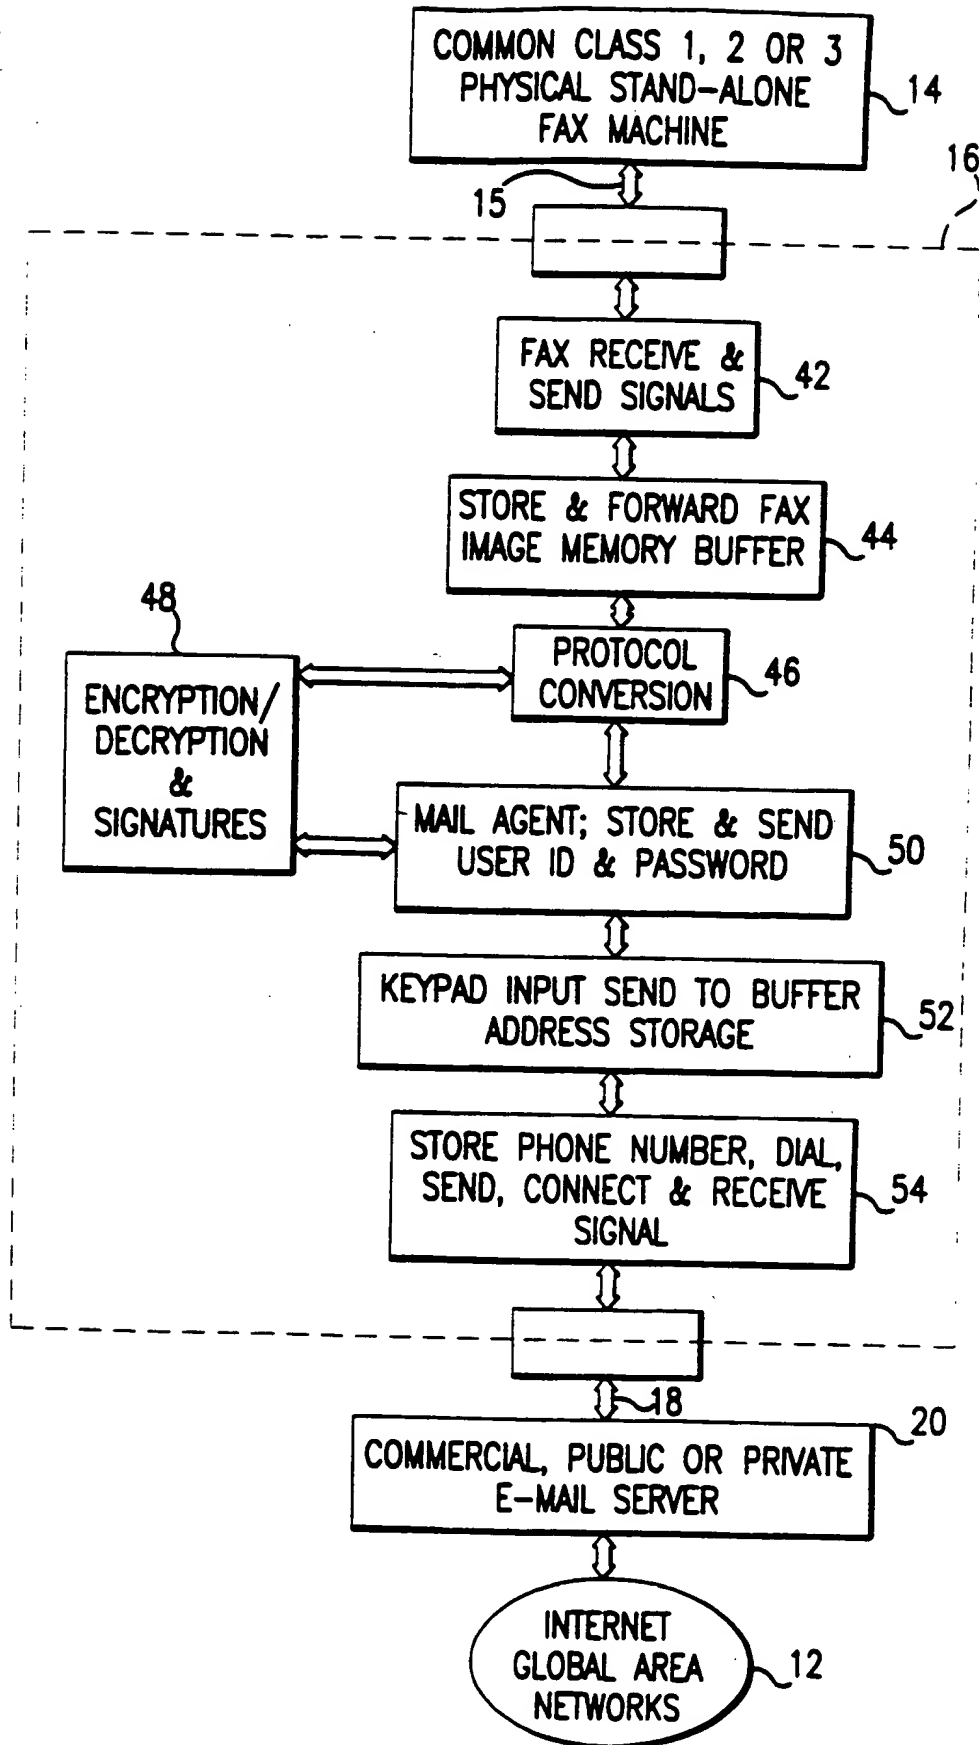 COMMON CLASS 1, 2 OR 3
PHYSICAL STAND-ALONE
FAX MACHINE
14
15
16
FAX RECEIVE &
SEND SIGNALS
42
STORE & FORWARD FAX
IMAGE MEMORY BUFFER
44
48
PROTOCOL
CONVERSION
46
ENCRYPTION/
DECRYPTION
&
SIGNATURES
MAIL AGENT; STORE & SEND
USER ID & PASSWORD
50
KEYPAD INPUT SEND TO BUFFER
ADDRESS STORAGE
52
STORE PHONE NUMBER, DIAL,
SEND, CONNECT & RECEIVE
SIGNAL
54
18
20
COMMERCIAL, PUBLIC OR PRIVATE
E-MAIL SERVER
INTERNET
GLOBAL AREA
NETWORKS
12